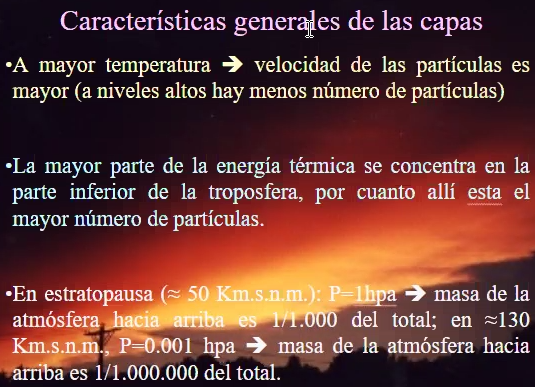 Características generales de las capas
•A mayor temperatura ➔ velocidad de las partículas es
mayor (a niveles altos hay menos número de partículas)
•La mayor parte de la energía térmica se concentra en la
parte inferior de la troposfera, por cuanto allí esta el
mayor número de partículas.
•En estratopausa (≈ 50 Km.s.n.m.): P=1hpa ➔ masa de la
atmósfera hacia arriba es 1/1.000 del total; en ≈130
Km.s.n.m., P=0.001 hpa ➔ masa de la atmósfera hacia
arriba es 1/1.000.000 del total.